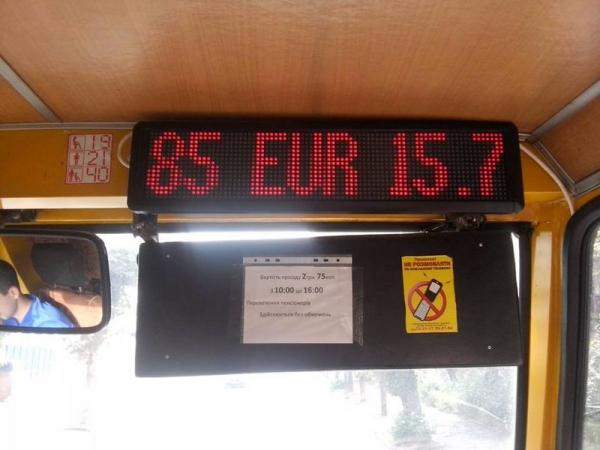 85 EUR 15.7
19
21
40
Вартість проїзду 2грн. 75коп.
з 10:00 до 16:00
Перевезення пенсіонерів
Здійснюється без обмежень
НЕ РОЗМОВЛЯТИ